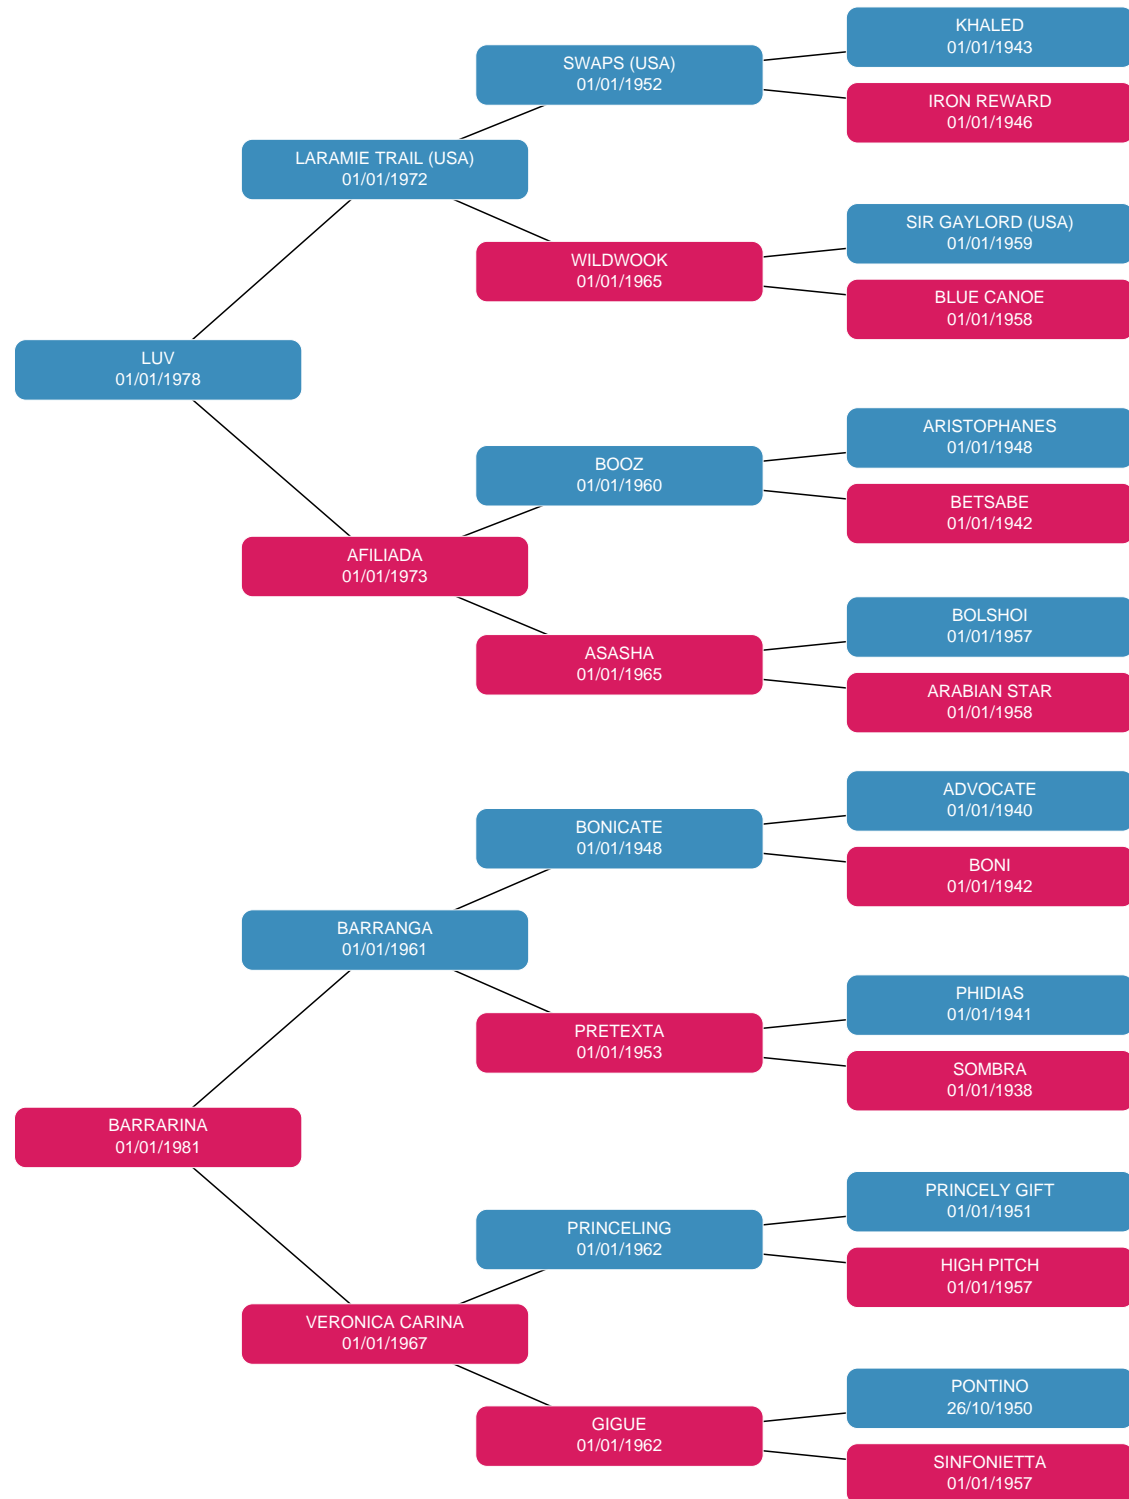 KHALED
01/01/1943
SWAPS (USA)
01/01/1952
IRON REWARD
01/01/1946
LARAMIE TRAIL (USA)
01/01/1972
SIR GAYLORD (USA)
01/01/1959
WILDWOOK
01/01/1965
BLUE CANOE
01/01/1958
LUV
01/01/1978
ARISTOPHANES
01/01/1948
BOOZ
01/01/1960
BETSABE
01/01/1942
AFILIADA
01/01/1973
BOLSHOI
01/01/1957
ASASHA
01/01/1965
ARABIAN STAR
01/01/1958
ADVOCATE
01/01/1940
BONICATE
01/01/1948
BONI
01/01/1942
BARRANGA
01/01/1961
PHIDIAS
01/01/1941
PRETEXTA
01/01/1953
SOMBRA
01/01/1938
BARRARINA
01/01/1981
PRINCELY GIFT
01/01/1951
PRINCELING
01/01/1962
HIGH PITCH
01/01/1957
VERONICA CARINA
01/01/1967
PONTINO
26/10/1950
GIGUE
01/01/1962
SINFONIETTA
01/01/1957